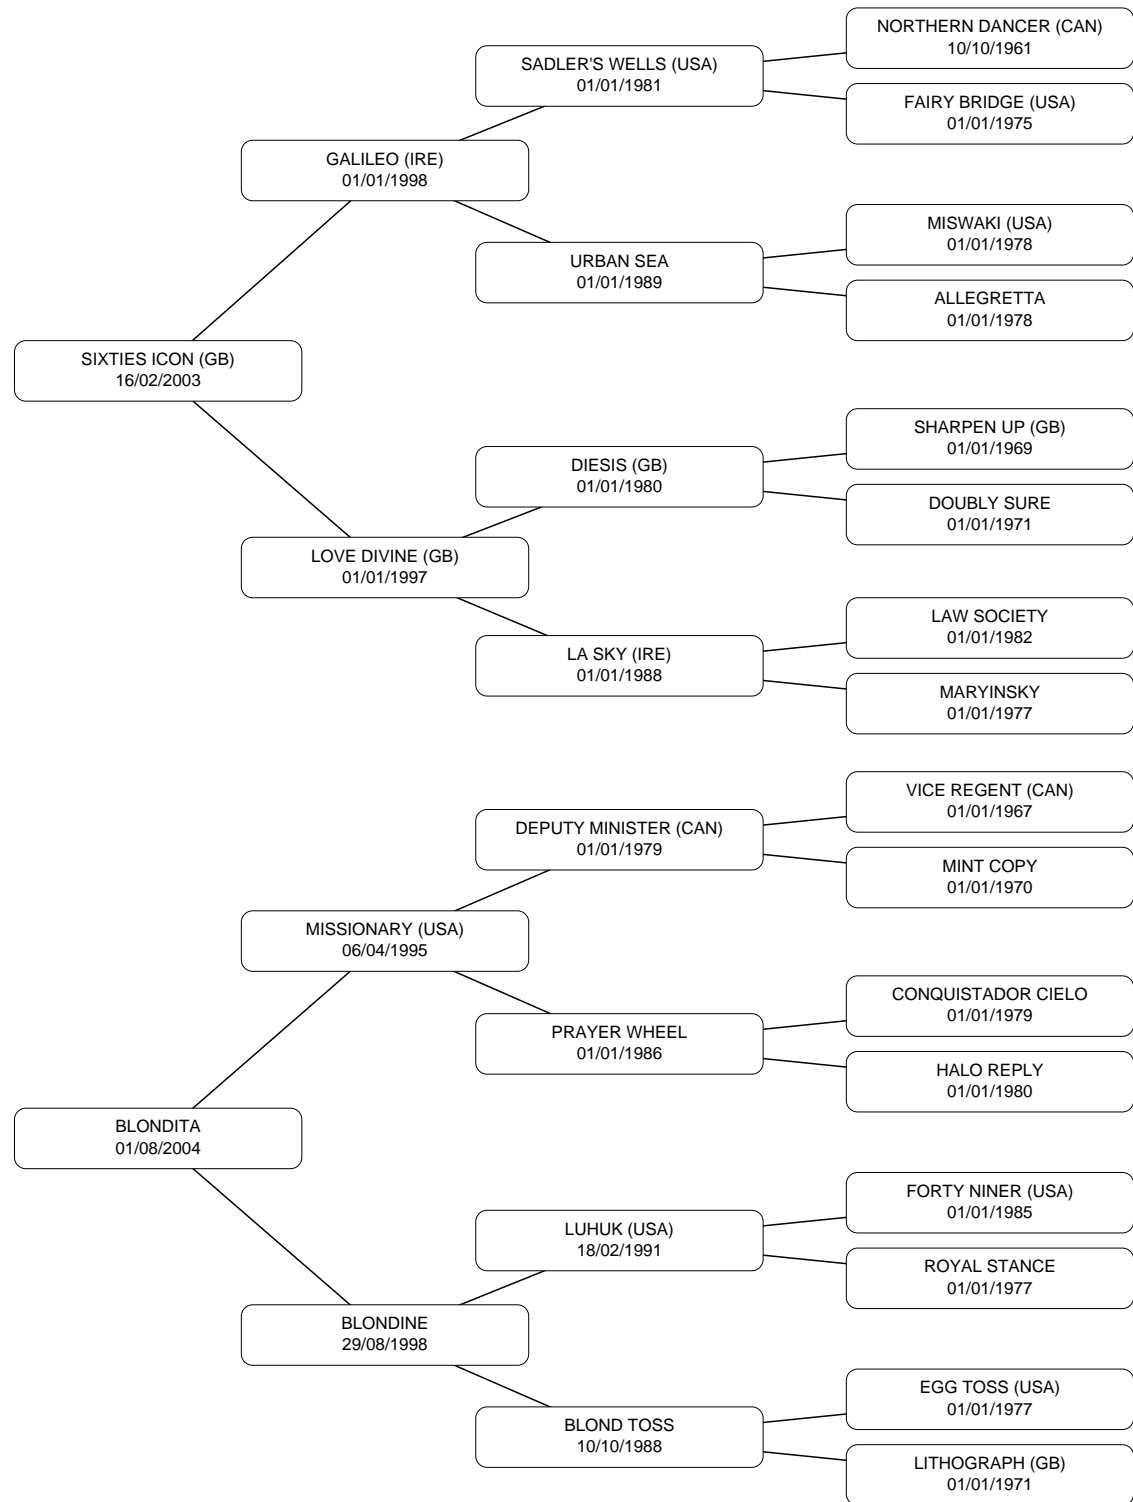 NORTHERN DANCER (CAN)
10/10/1961
SADLER'S WELLS (USA)
01/01/1981
FAIRY BRIDGE (USA)
01/01/1975
GALILEO (IRE)
01/01/1998
MISWAKI (USA)
01/01/1978
URBAN SEA
01/01/1989
ALLEGRETTA
01/01/1978
SIXTIES ICON (GB)
16/02/2003
SHARPEN UP (GB)
01/01/1969
DIESIS (GB)
01/01/1980
DOUBLY SURE
01/01/1971
LOVE DIVINE (GB)
01/01/1997
LAW SOCIETY
01/01/1982
LA SKY (IRE)
01/01/1988
MARYINSKY
01/01/1977
VICE REGENT (CAN)
01/01/1967
DEPUTY MINISTER (CAN)
01/01/1979
MINT COPY
01/01/1970
MISSIONARY (USA)
06/04/1995
CONQUISTADOR CIELO
01/01/1979
PRAYER WHEEL
01/01/1986
HALO REPLY
01/01/1980
BLONDITA
01/08/2004
FORTY NINER (USA)
01/01/1985
LUHUK (USA)
18/02/1991
ROYAL STANCE
01/01/1977
BLONDINE
29/08/1998
EGG TOSS (USA)
01/01/1977
BLOND TOSS
10/10/1988
LITHOGRAPH (GB)
01/01/1971